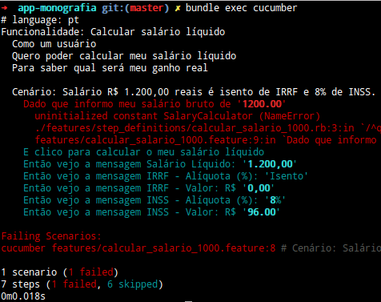 → app-monografia git:(master) ✗ bundle exec cucumber
# language: pt
Funcionalidade: Calcular salário líquido
Como um usuário
Quero poder calcular meu salário líquido
Para saber qual será meu ganho real
Cenário: Salário R$ 1.200,00 reais é isento de IRRF e 8% de INSS.
Dado que informo meu salário bruto de '1200.00'
uninitialized constant SalaryCalculator (NameError)
./features/step_definitions/calcular_salario_1000.rb:3:in `/^
features/calcular_salario_1000.feature:9:in `Dado que informo
E clico para calcular o meu salário líquido
Então vejo a mensagem Salário Líquido: '1.200,00'
Então vejo a mensagem IRRF - Alíquota (%): 'Isento'
Então vejo a mensagem IRRF - Valor: R$ '0,00'
Então vejo a mensagem INSS - Alíquota (%): '8%'
Então vejo a mensagem INSS - Valor: R$ '96.00'
Failing Scenarios:
cucumber features/calcular_salario_1000.feature:8 # Cenário: Salário
1 scenario (1 failed)
7 steps (1 failed, 6 skipped)
0m0.018s